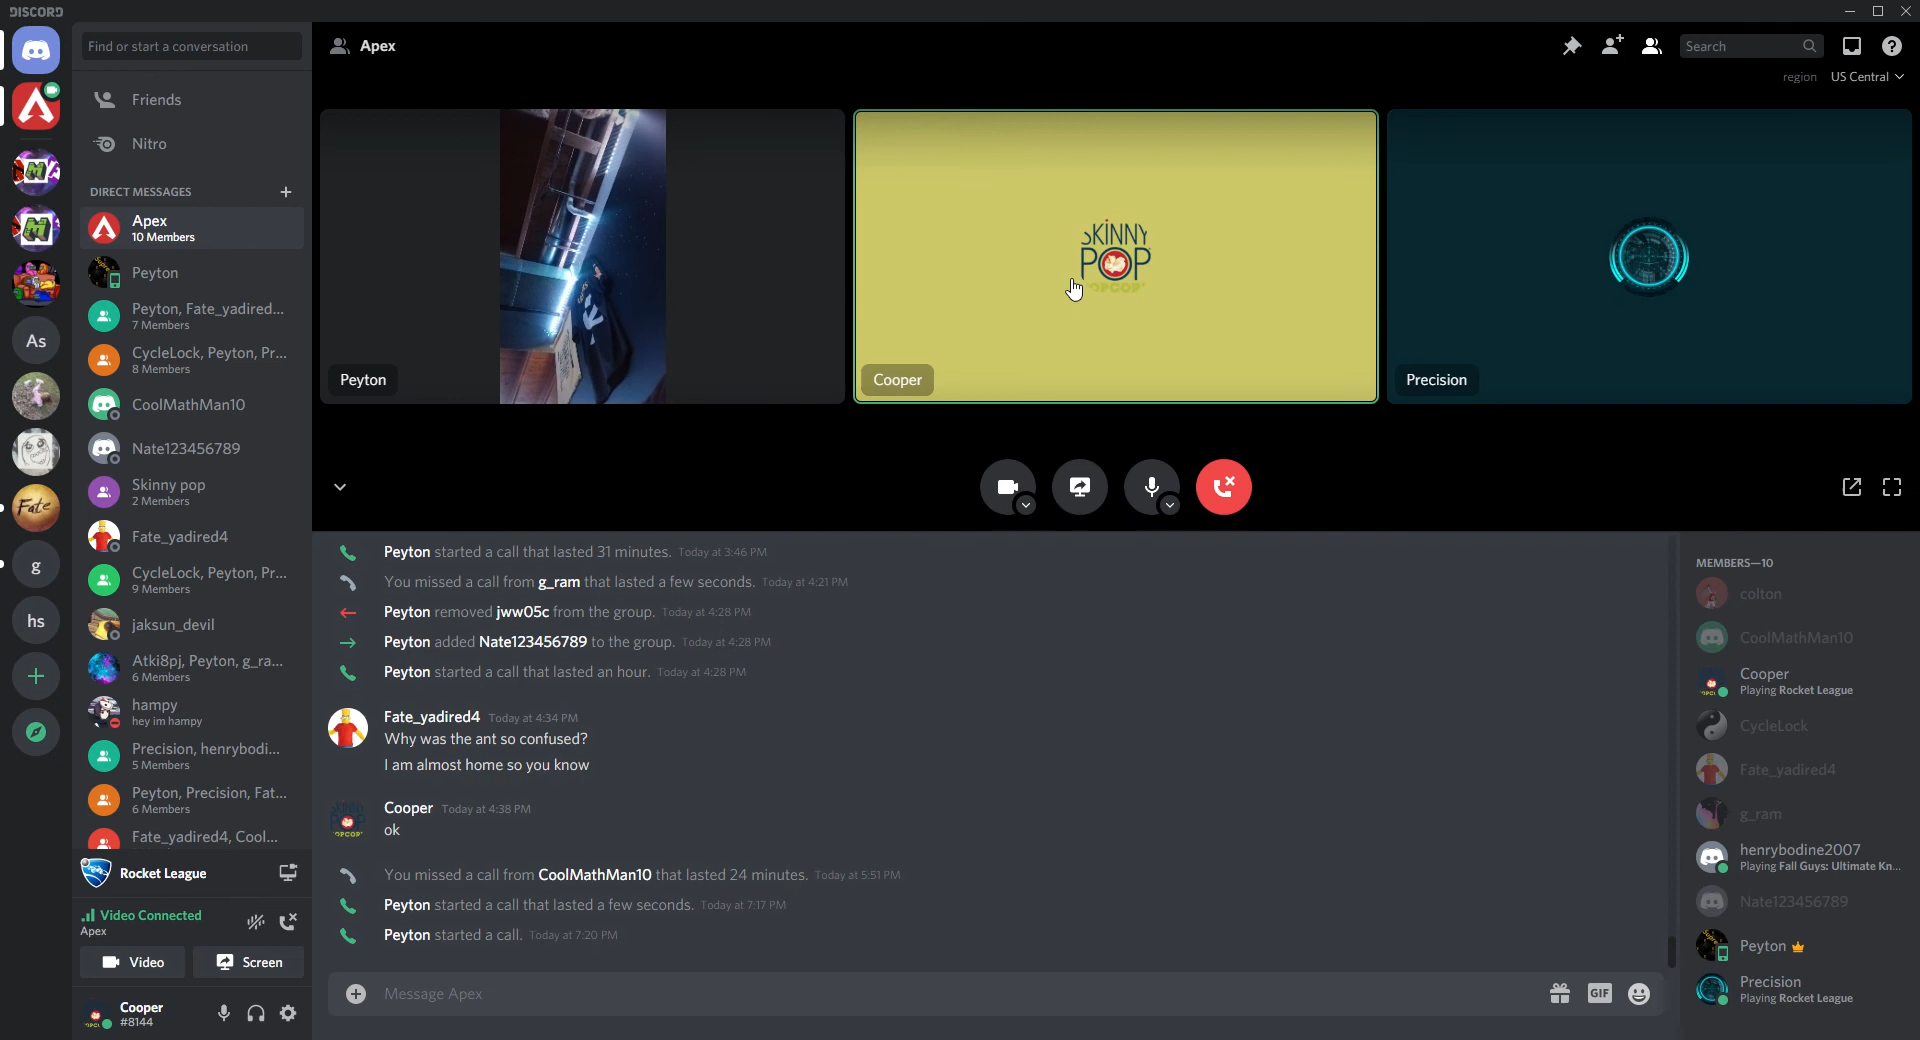 DISCORD
Find or start a conversation
Friends
Nitro
DIRECT MESSAGES
Apex
10 Members
Peyton
Peyton, Fate_yadired...
7 Members
CycleLock, Peyton, Pr...
8 Members
CoolMathMan10
Nate123456789
Skinny pop
2 Members
Fate_yadired4
CycleLock, Peyton, Pr...
9 Members
jaksun_devil
Atki8pj, Peyton, g_ra...
6 Members
hampy
hey im hampy
Precision, henrybodi...
5 Members
Peyton, Precision, Fat...
6 Members
Fate_yadired4, Cool...
As
Fate
g
hs
Rocket League
Video Connected
Apex
Video
Screen
Cooper
#8144
Apex
Search
region US Central
Peyton
SKINNY
POP
Cooper
Precision
Peyton started a call that lasted 31 minutes. Today at 3:46 PM
You missed a call from g_ram that lasted a few seconds. Today at 4:21 PM
Peyton removed jww05c from the group. Today at 4:28 PM
Peyton added Nate123456789 to the group. Today at 4:28 PM
Peyton started a call that lasted an hour. Today at 4:28 PM
Fate_yadired4 Today at 4:34 PM
Why was the ant so confused?
I am almost home so you know
Cooper Today at 4:38 PM
ok
You missed a call from CoolMathMan10 that lasted 24 minutes. Today at 5:51 PM
Peyton started a call that lasted a few seconds. Today at 7:17 PM
Peyton started a call. Today at 7:20 PM
Message Apex
GIF
MEMBERS—10
colton
CoolMathMan10
Cooper
Playing Rocket League
CycleLock
Fate_yadired4
g_ram
henrybodine2007
Playing Fall Guys: Ultimate Kn...
Nate123456789
Peyton
Precision
Playing Rocket League